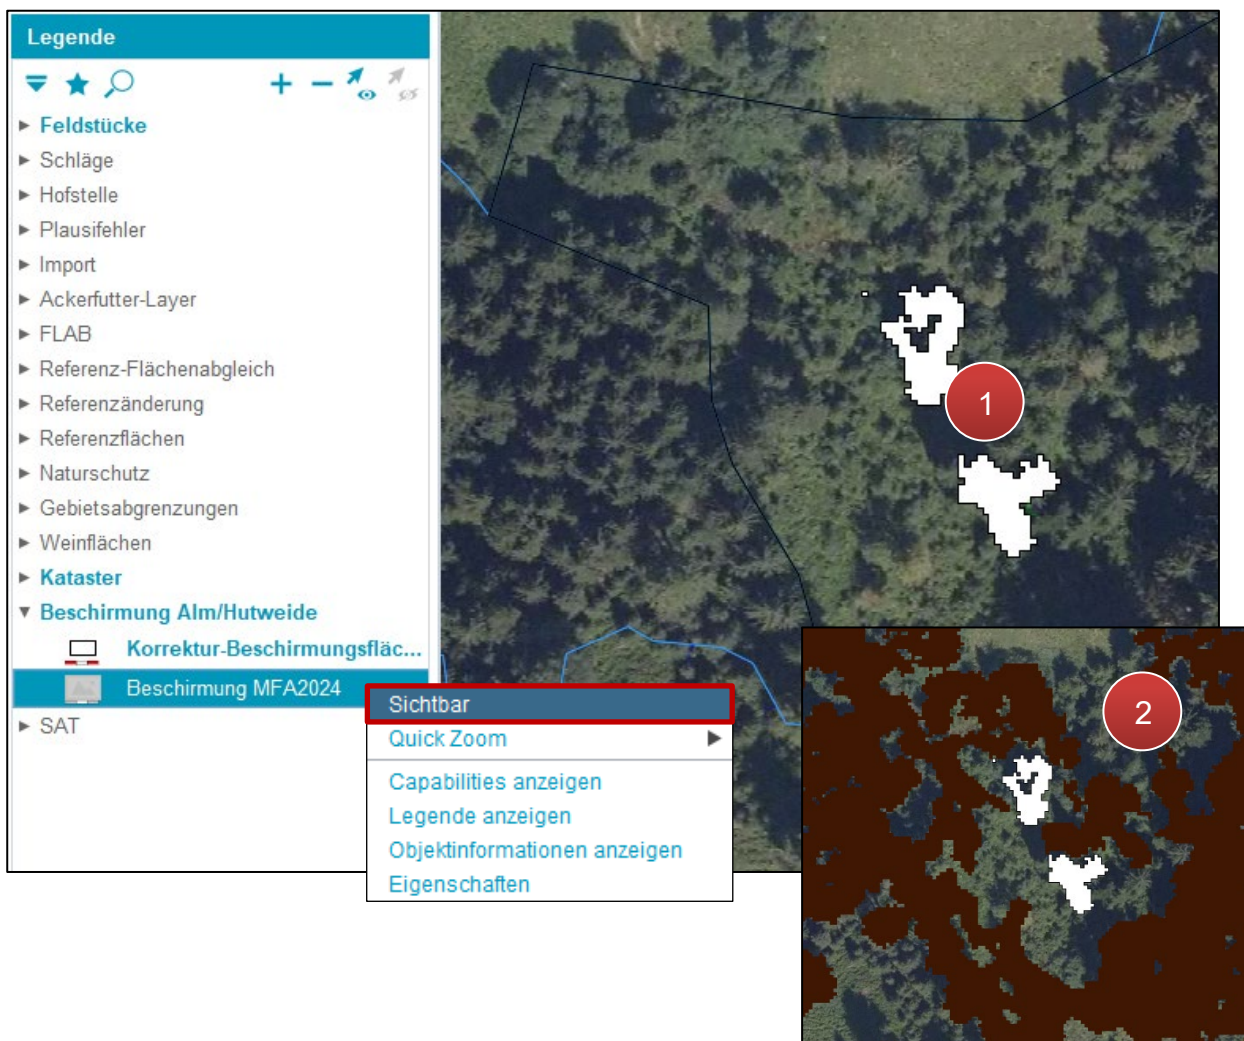 Legende
Feldstücke
Schläge
Hofstelle
Plausifehler
Import
Ackerfutter-Layer
FLAB
Referenz-Flächenabgleich
Referenzänderung
Referenzflächen
Naturschutz
Gebietsabgrenzungen
Weinflächen
Kataster
Beschirmung Alm/Hutweide
Korrektur-Beschirmungsfläc...
Beschirmung MFA2024
SAT
Sichtbar
Quick Zoom
Capabilities anzeigen
Legende anzeigen
Objektinformationen anzeigen
Eigenschaften
1
2